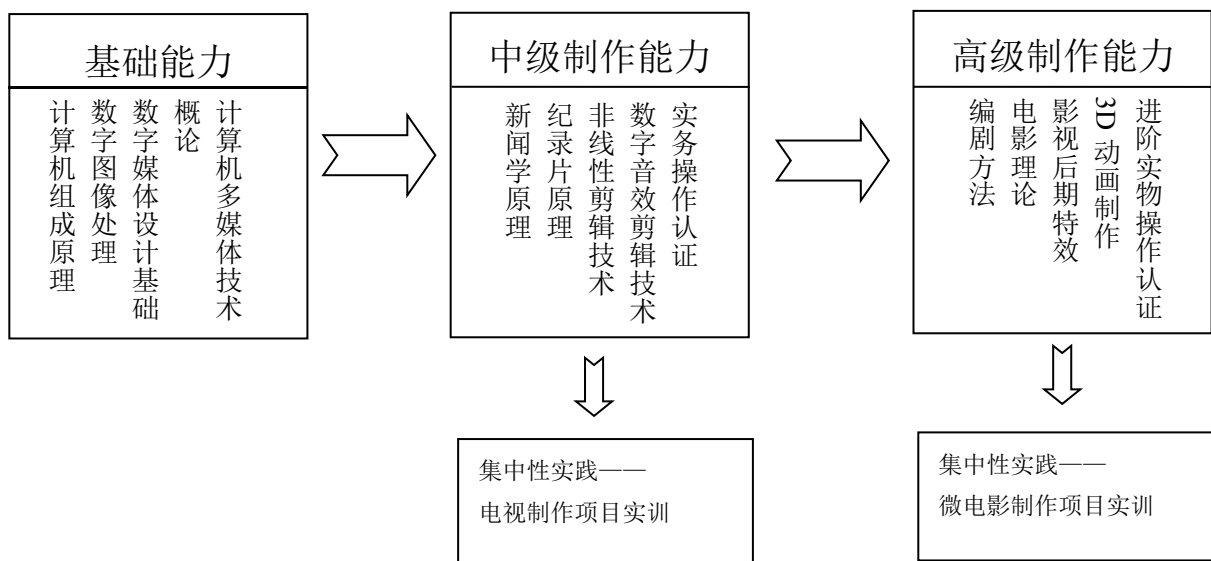 基础能力
计算机组成原理
数字图像处理
数字媒体设计基础
概论
计算机多媒体技术
中级制作能力
新闻学原理
纪录片原理
非线性剪辑技术
数字音效剪辑技术
实务操作认证
高级制作能力
编剧方法
电影理论
影视后期特效
3D 动画制作
进阶实物操作认证
集中性实践——
电视制作项目实训
集中性实践——
微电影制作项目实训